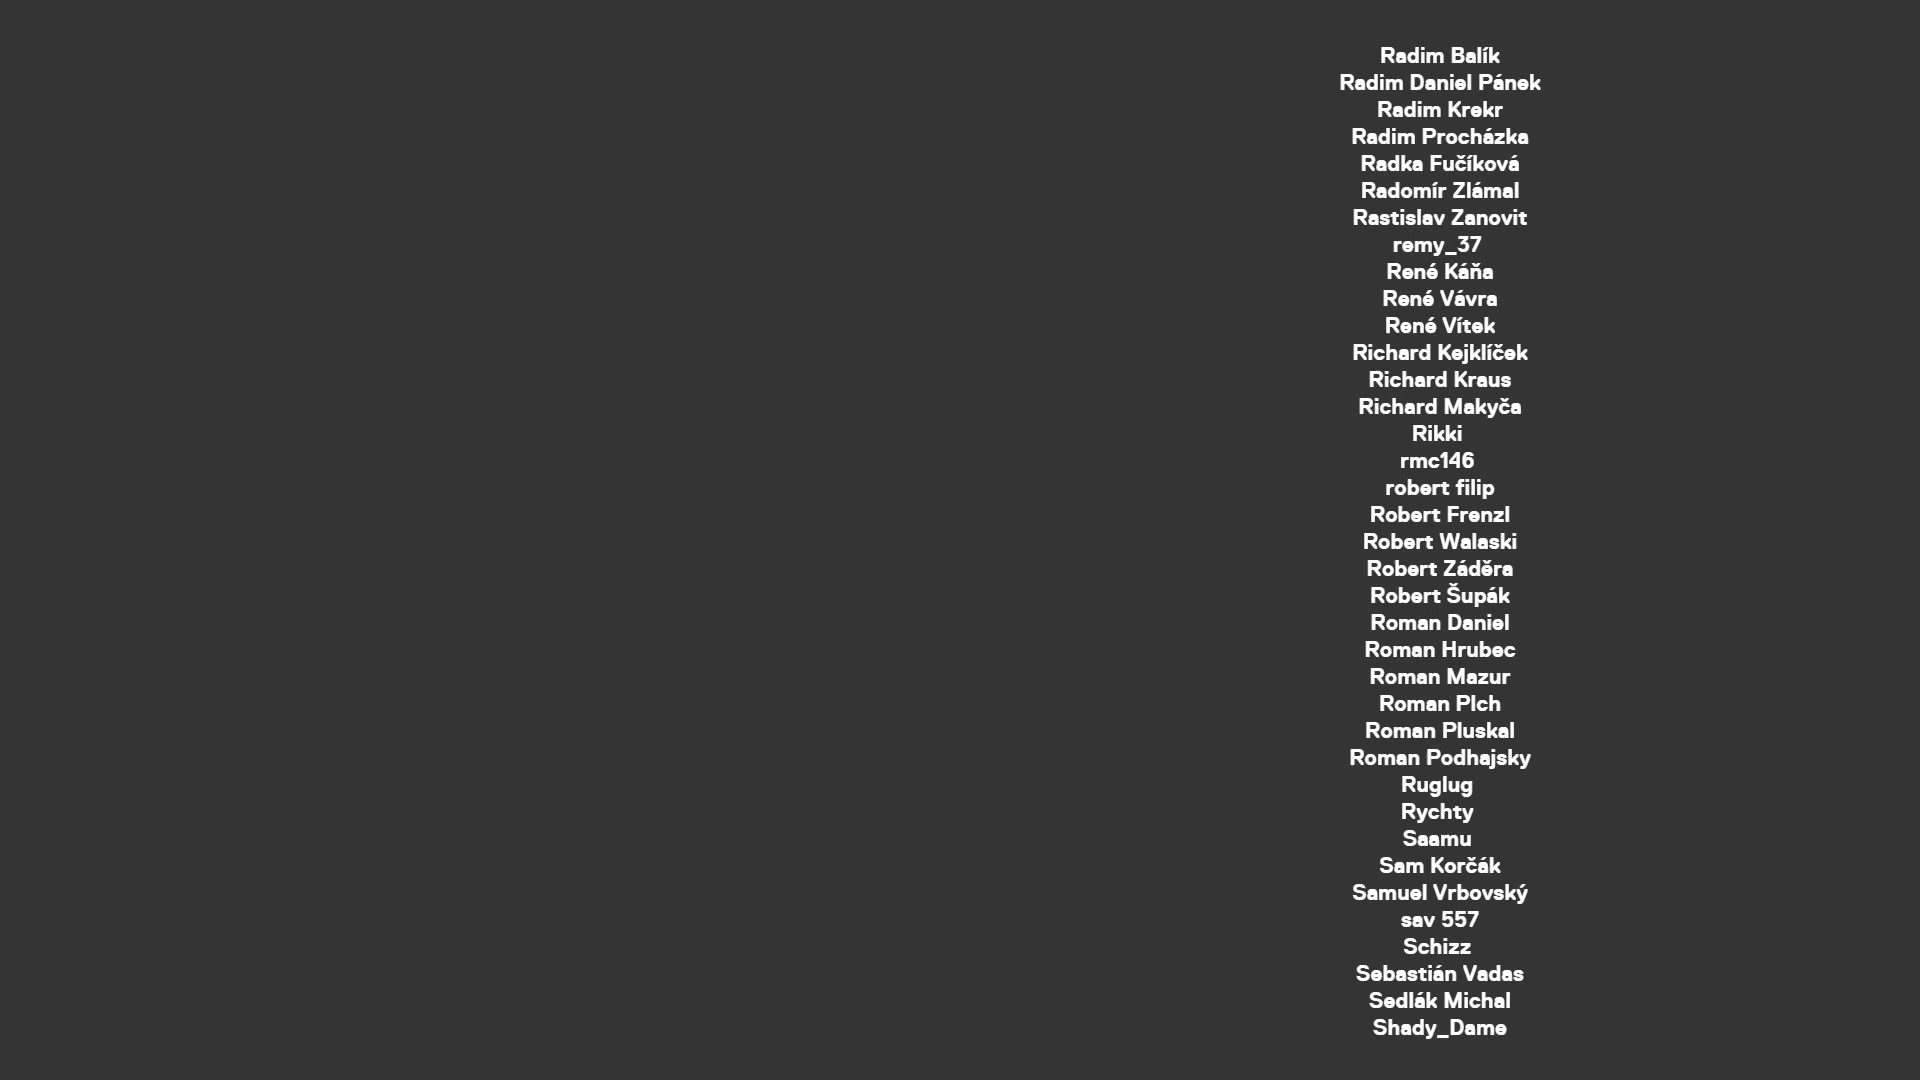 Radim Balík
Radim Daniel Pánek
Radim Krekr
Radim Procházka
Radka Fučíková
Radomír Zlámal
Rastislav Zanovit
remy_37
René Káňa
René Vávra
René Vítek
Richard Kejklíček
Richard Kraus
Richard Makyča
Rikki
rmc146
robert filip
Robert Frenzl
Robert Walaski
Robert Záděra
Robert Šupák
Roman Daniel
Roman Hrubec
Roman Mazur
Roman Plch
Roman Pluskal
Roman Podhajsky
Ruglug
Rychty
Saamu
Sam Korčák
Samuel Vrbovský
sav 557
Schizz
Sebastián Vadas
Sedlák Michal
Shady_Dame